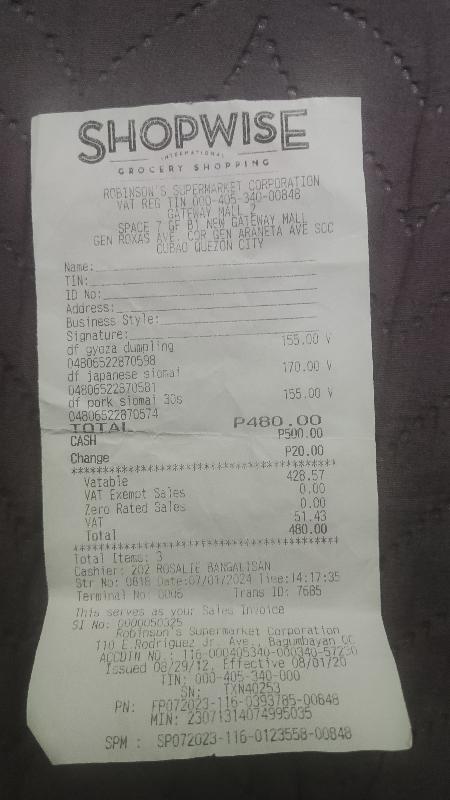 SHOPWISE
INTERNATIONAL
GROCERY SHOPPING
ROBINSON'S SUPERMARKET CORPORATION
VAT REG TIN 000-405-340-00848
GATEWAY MALL 2
SPACE 7 GF B1 NEW GATEWAY MALL
GEN ROXAS AVE. COR GEN ARANETA AVE SCC
CUBAO QUEZON CITY
Name:
TIN:
ID No:
Address:
Business Style:
Signature:
df gyoza dumpling 155.00 V
04806522870598
df japanese siomai 170.00 V
04806522870581
df pork siomai 30s 155.00 V
04806522870574
TOTAL P480.00
CASH P500.00
Change P20.00
****************************************
Vatable 428.57
VAT Exempt Sales 0.00
Zero Rated Sales 0.00
VAT 51.43
Total 480.00
****************************************
Total Items: 3
Cashier: 202 ROSALIE BANGALISAN
Str No: 0818 Date:07/01/2024 Time:14:17:35
Terminal No: 0006 Trans ID: 7685
This serves as your Sales Invoice
SI No: 0000050325
Robinson's Supermarket Corporation
110 E.Rodriguez Jr. Ave., Bagumbayan QC
ACCDTN NO.: 116-000405340-000340-57230
Issued 08/29/12, Effective 08/01/20
TIN: 000-405-340-000
SN: TXN40253
PN: FP072023-116-0393785-00848
MIN: 23071314074995035
SPM : SP072023-116-0123558-00848